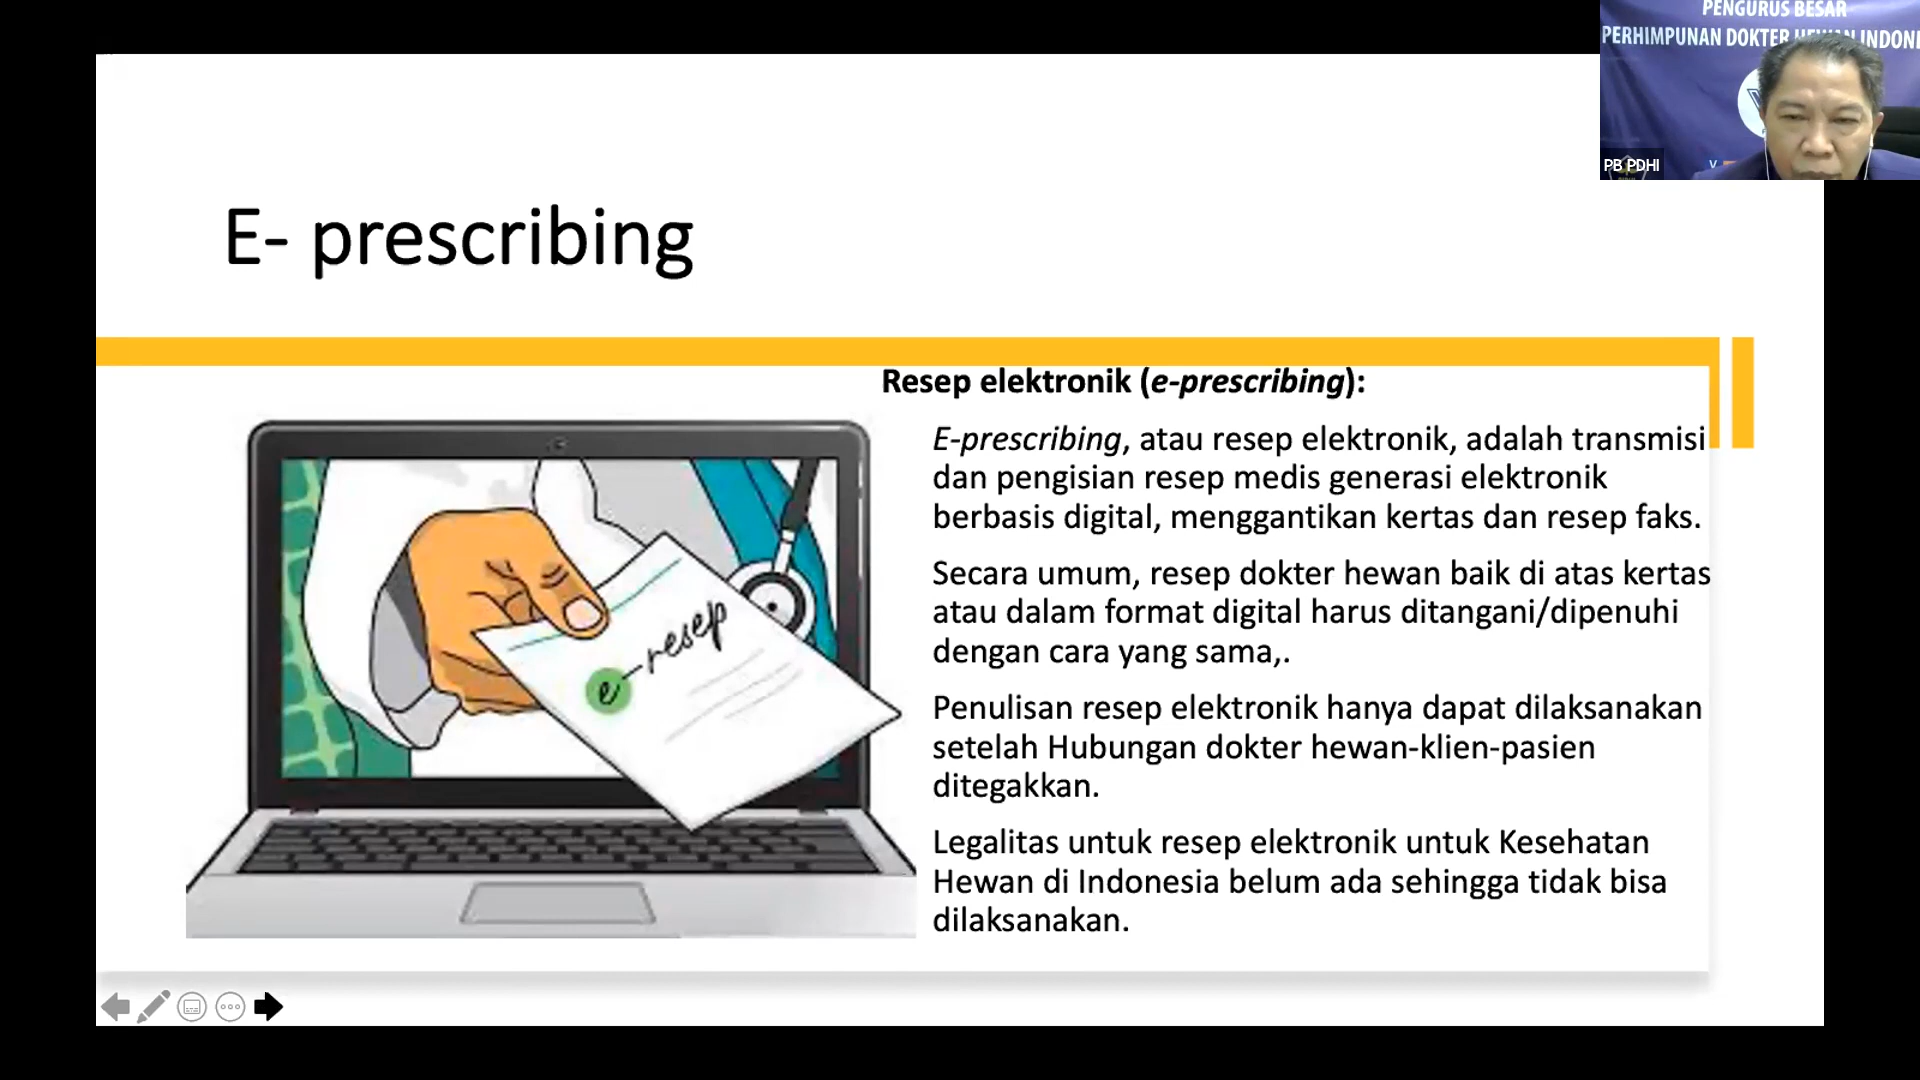 PENGURUS BESAR
PERHIMPUNAN DOKTER HEWAN INDONE
PB PDHI
E- prescribing
Resep elektronik (e-prescribing):
E-prescribing, atau resep elektronik, adalah transmisi
dan pengisian resep medis generasi elektronik
berbasis digital, menggantikan kertas dan resep faks.
Secara umum, resep dokter hewan baik di atas kertas
atau dalam format digital harus ditangani/dipenuhi
dengan cara yang sama,.
Penulisan resep elektronik hanya dapat dilaksanakan
setelah Hubungan dokter hewan-klien-pasien
ditegakkan.
Legalitas untuk resep elektronik untuk Kesehatan
Hewan di Indonesia belum ada sehingga tidak bisa
dilaksanakan.
e-resep